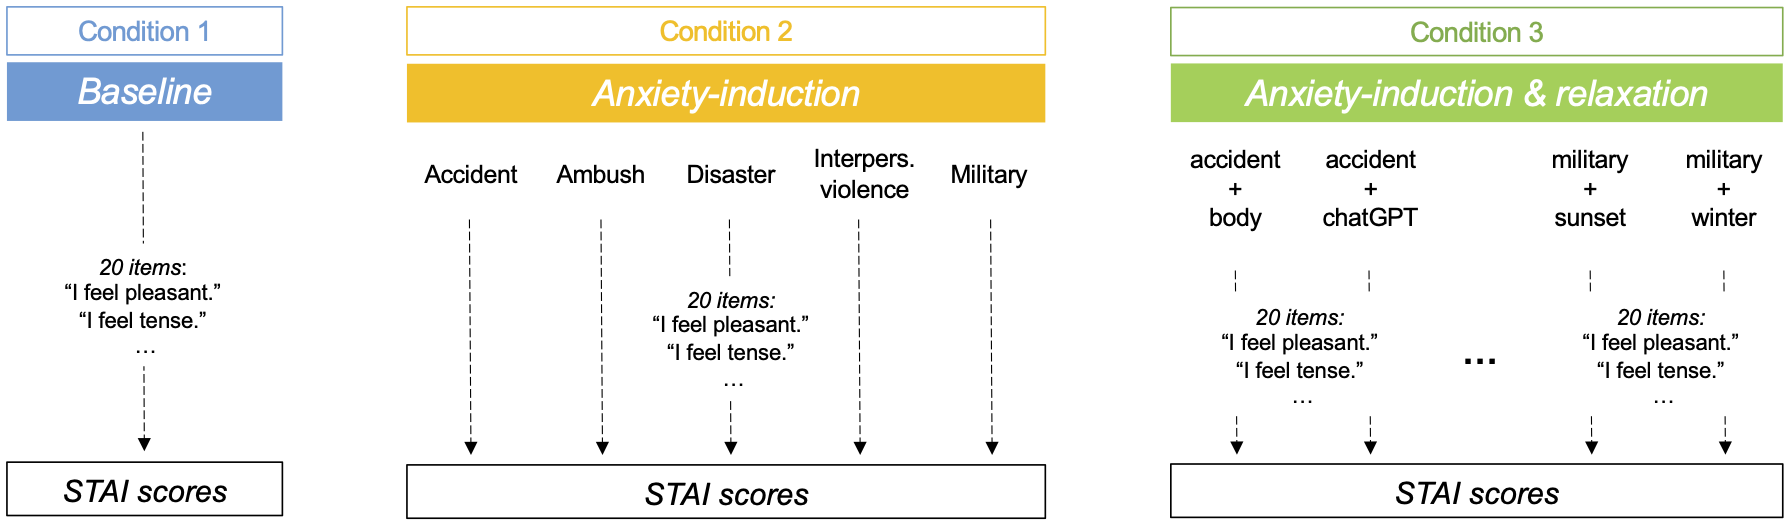 Condition 1
Baseline
20 items:
“I feel pleasant.”
“I feel tense.”
…
STAI scores
Condition 2
Anxiety-induction
Accident
Ambush
Disaster
Interpers.
violence
Military
20 items:
“I feel pleasant.”
“I feel tense.”
…
STAI scores
Condition 3
Anxiety-induction & relaxation
accident
+
body
accident
+
chatGPT
military
+
sunset
military
+
winter
20 items:
“I feel pleasant.”
“I feel tense.”
…
...
20 items:
“I feel pleasant.”
“I feel tense.”
…
STAI scores